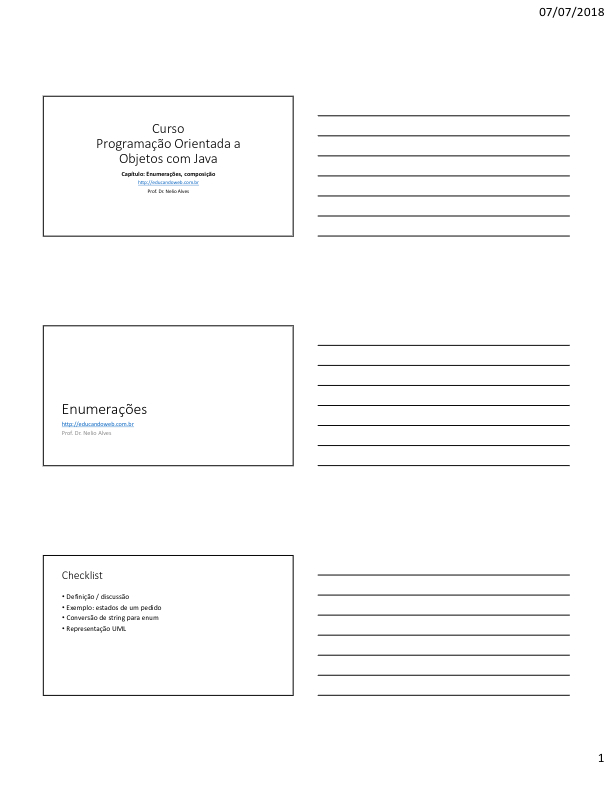 07/07/2018
Curso
Programação Orientada a
Objetos com Java
Capítulo: Enumerações, composição
http://educandoweb.com.br
Prof. Dr. Nelio Alves
Enumerações
http://educandoweb.com.br
Prof. Dr. Nelio Alves
Checklist
• Definição / discussão
• Exemplo: estados de um pedido
• Conversão de string para enum
• Representação UML
1